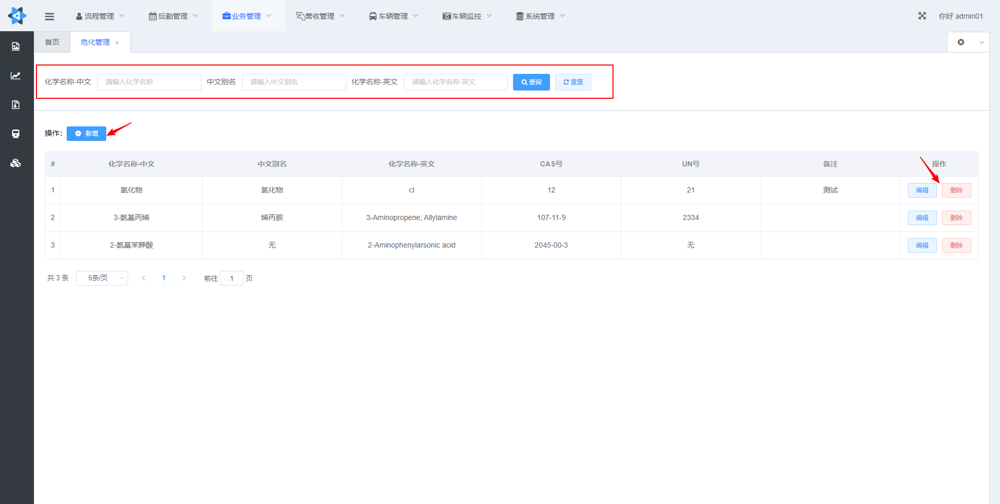 流程管理 后勤管理 业务管理 营收管理 车辆管理 车辆监控 系统管理 你好 admin01
首页 危化管理
化学名称-中文 请输入化学名称 中文别名 请输入中文别名 化学名称-英文 请输入化学名称-英文 查询 重置
操作: 新增
# 化学名称-中文 中文别名 化学名称-英文 CAS号 UN号 备注 操作
1 氯化物 氯化物 cl 12 21 测试 编辑 删除
2 3-氨基丙烯 烯丙胺 3-Aminopropene; Allylamine 107-11-9 2334 编辑 删除
3 2-氨基苯胂酸 无 2-Aminophenylarsonic acid 2045-00-3 无 编辑 删除
共 3 条 5条/页 1 前往 1 页